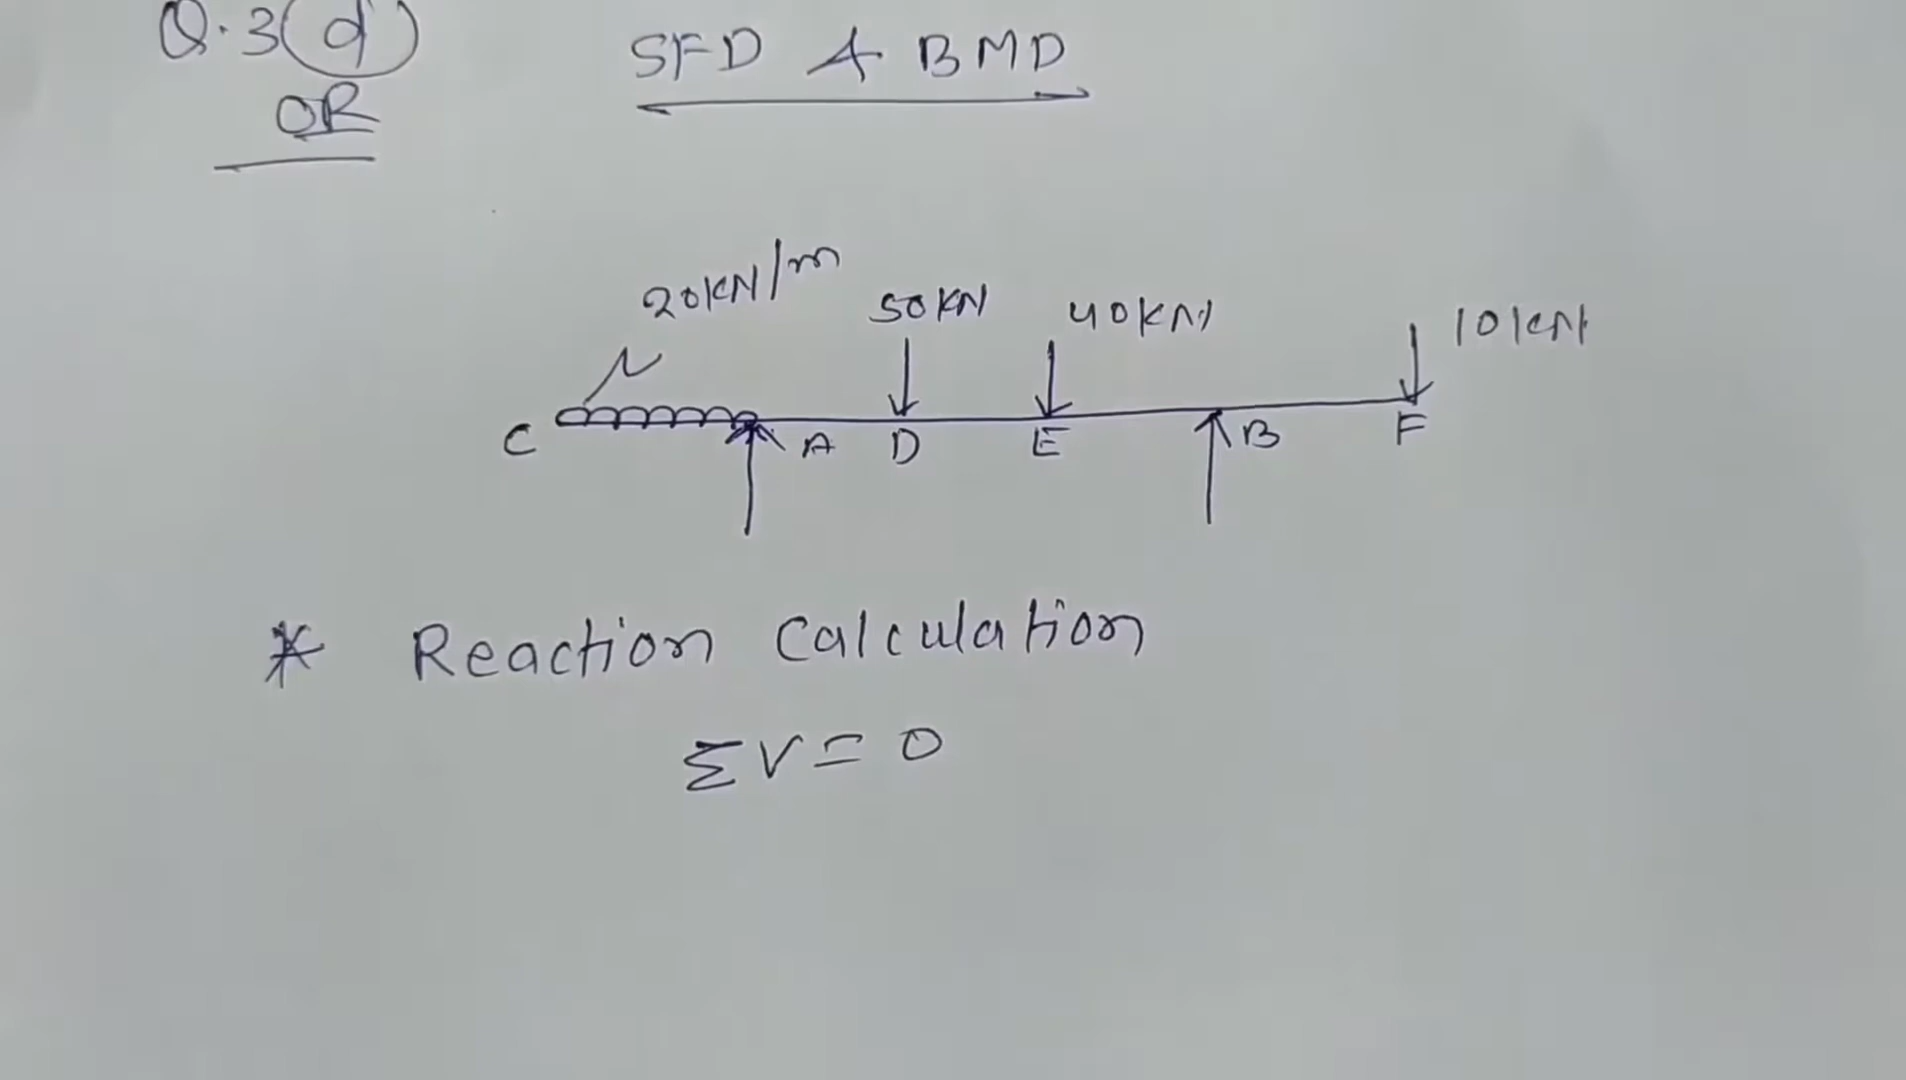 Q.3(d)
OR
SFD & BMD
20kN/m
50KN
40KN
10kN
C A D E B F
* Reaction Calculation
ΣV=0